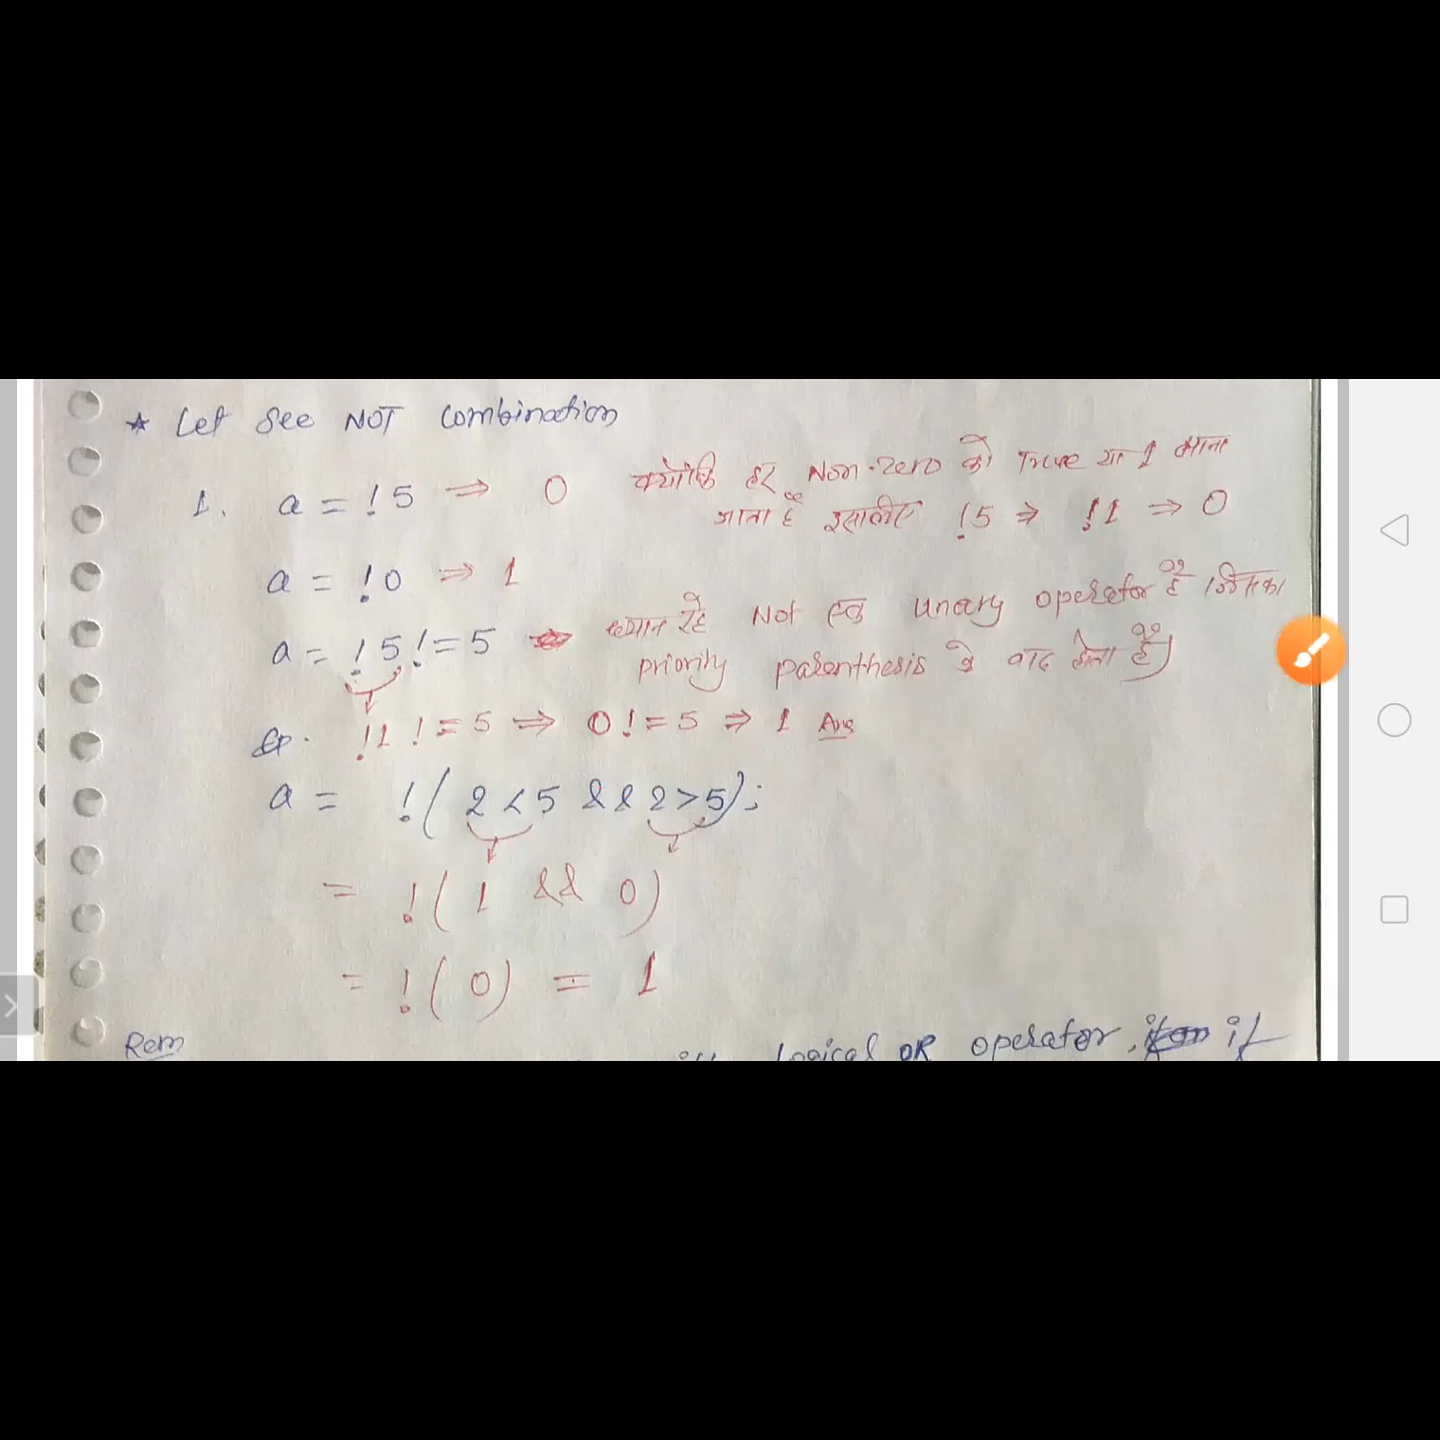 * Let See NOT Combination
1. a = !5 ⇒ 0 क्योंकि हर Non-zero को True या 1 माना
जाता है इसलिए !5 ⇒ !1 ⇒ 0
a = !0 ⇒ 1
a = !5 != 5 ध्यान रहे Not एक unary operator है जिसका
priority parenthesis के बाद होता है)
!1 != 5 ⇒ 0 != 5 ⇒ 1 Ans
a = !( 2 < 5 && 2 > 5);
= !( 1 && 0)
= !( 0) = 1
Rem
logical OR operator, if